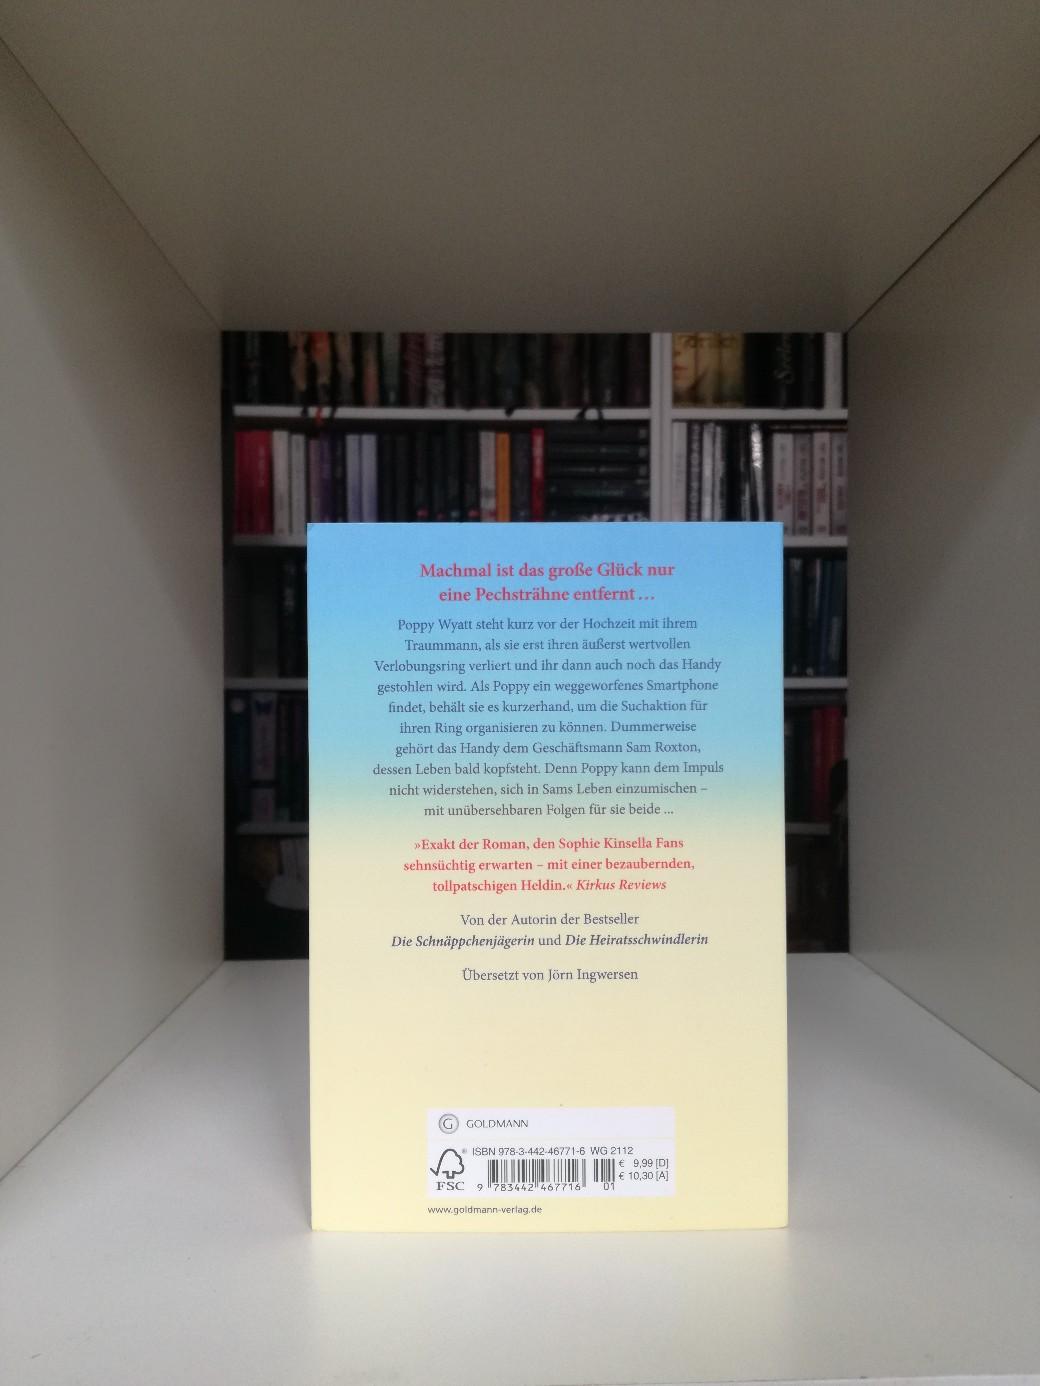 Machmal ist das große Glück nur
eine Pechsträhne entfernt ...
Poppy Wyatt steht kurz vor der Hochzeit mit ihrem
Traummann, als sie erst ihren äußerst wertvollen
Verlobungsring verliert und ihr dann auch noch das Handy
gestohlen wird. Als Poppy ein weggeworfenes Smartphone
findet, behält sie es kurzerhand, um die Suchaktion für
ihren Ring organisieren zu können. Dummerweise
gehört das Handy dem Geschäftsmann Sam Roxton,
dessen Leben bald kopfsteht. Denn Poppy kann dem Impuls
nicht widerstehen, sich in Sams Leben einzumischen –
mit unübersehbaren Folgen für sie beide ...
»Exakt der Roman, den Sophie Kinsella Fans
sehnsüchtig erwarten – mit einer bezaubernden,
tollpatschigen Heldin.« Kirkus Reviews
Von der Autorin der Bestseller
Die Schnäppchenjägerin und Die Heiratsschwindlerin
Übersetzt von Jörn Ingwersen
G GOLDMANN
ISBN 978-3-442-46771-6 WG 2112
€ 9,99 [D]
€ 10,30 [A]
FSC ®
9 783442 467716 01
www.goldmann-verlag.de